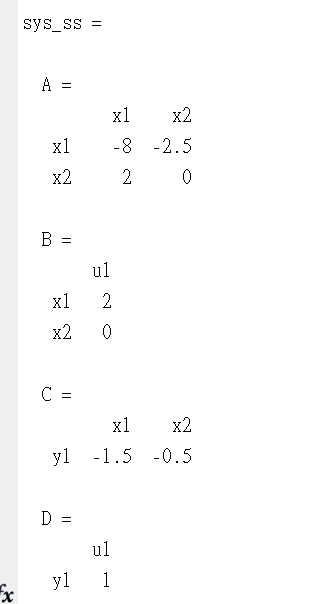 sys_ss =
A =
x1 x2
x1 -8 -2.5
x2 2 0
B =
u1
x1 2
x2 0
C =
x1 x2
y1 -1.5 -0.5
D =
u1
fx y1 1